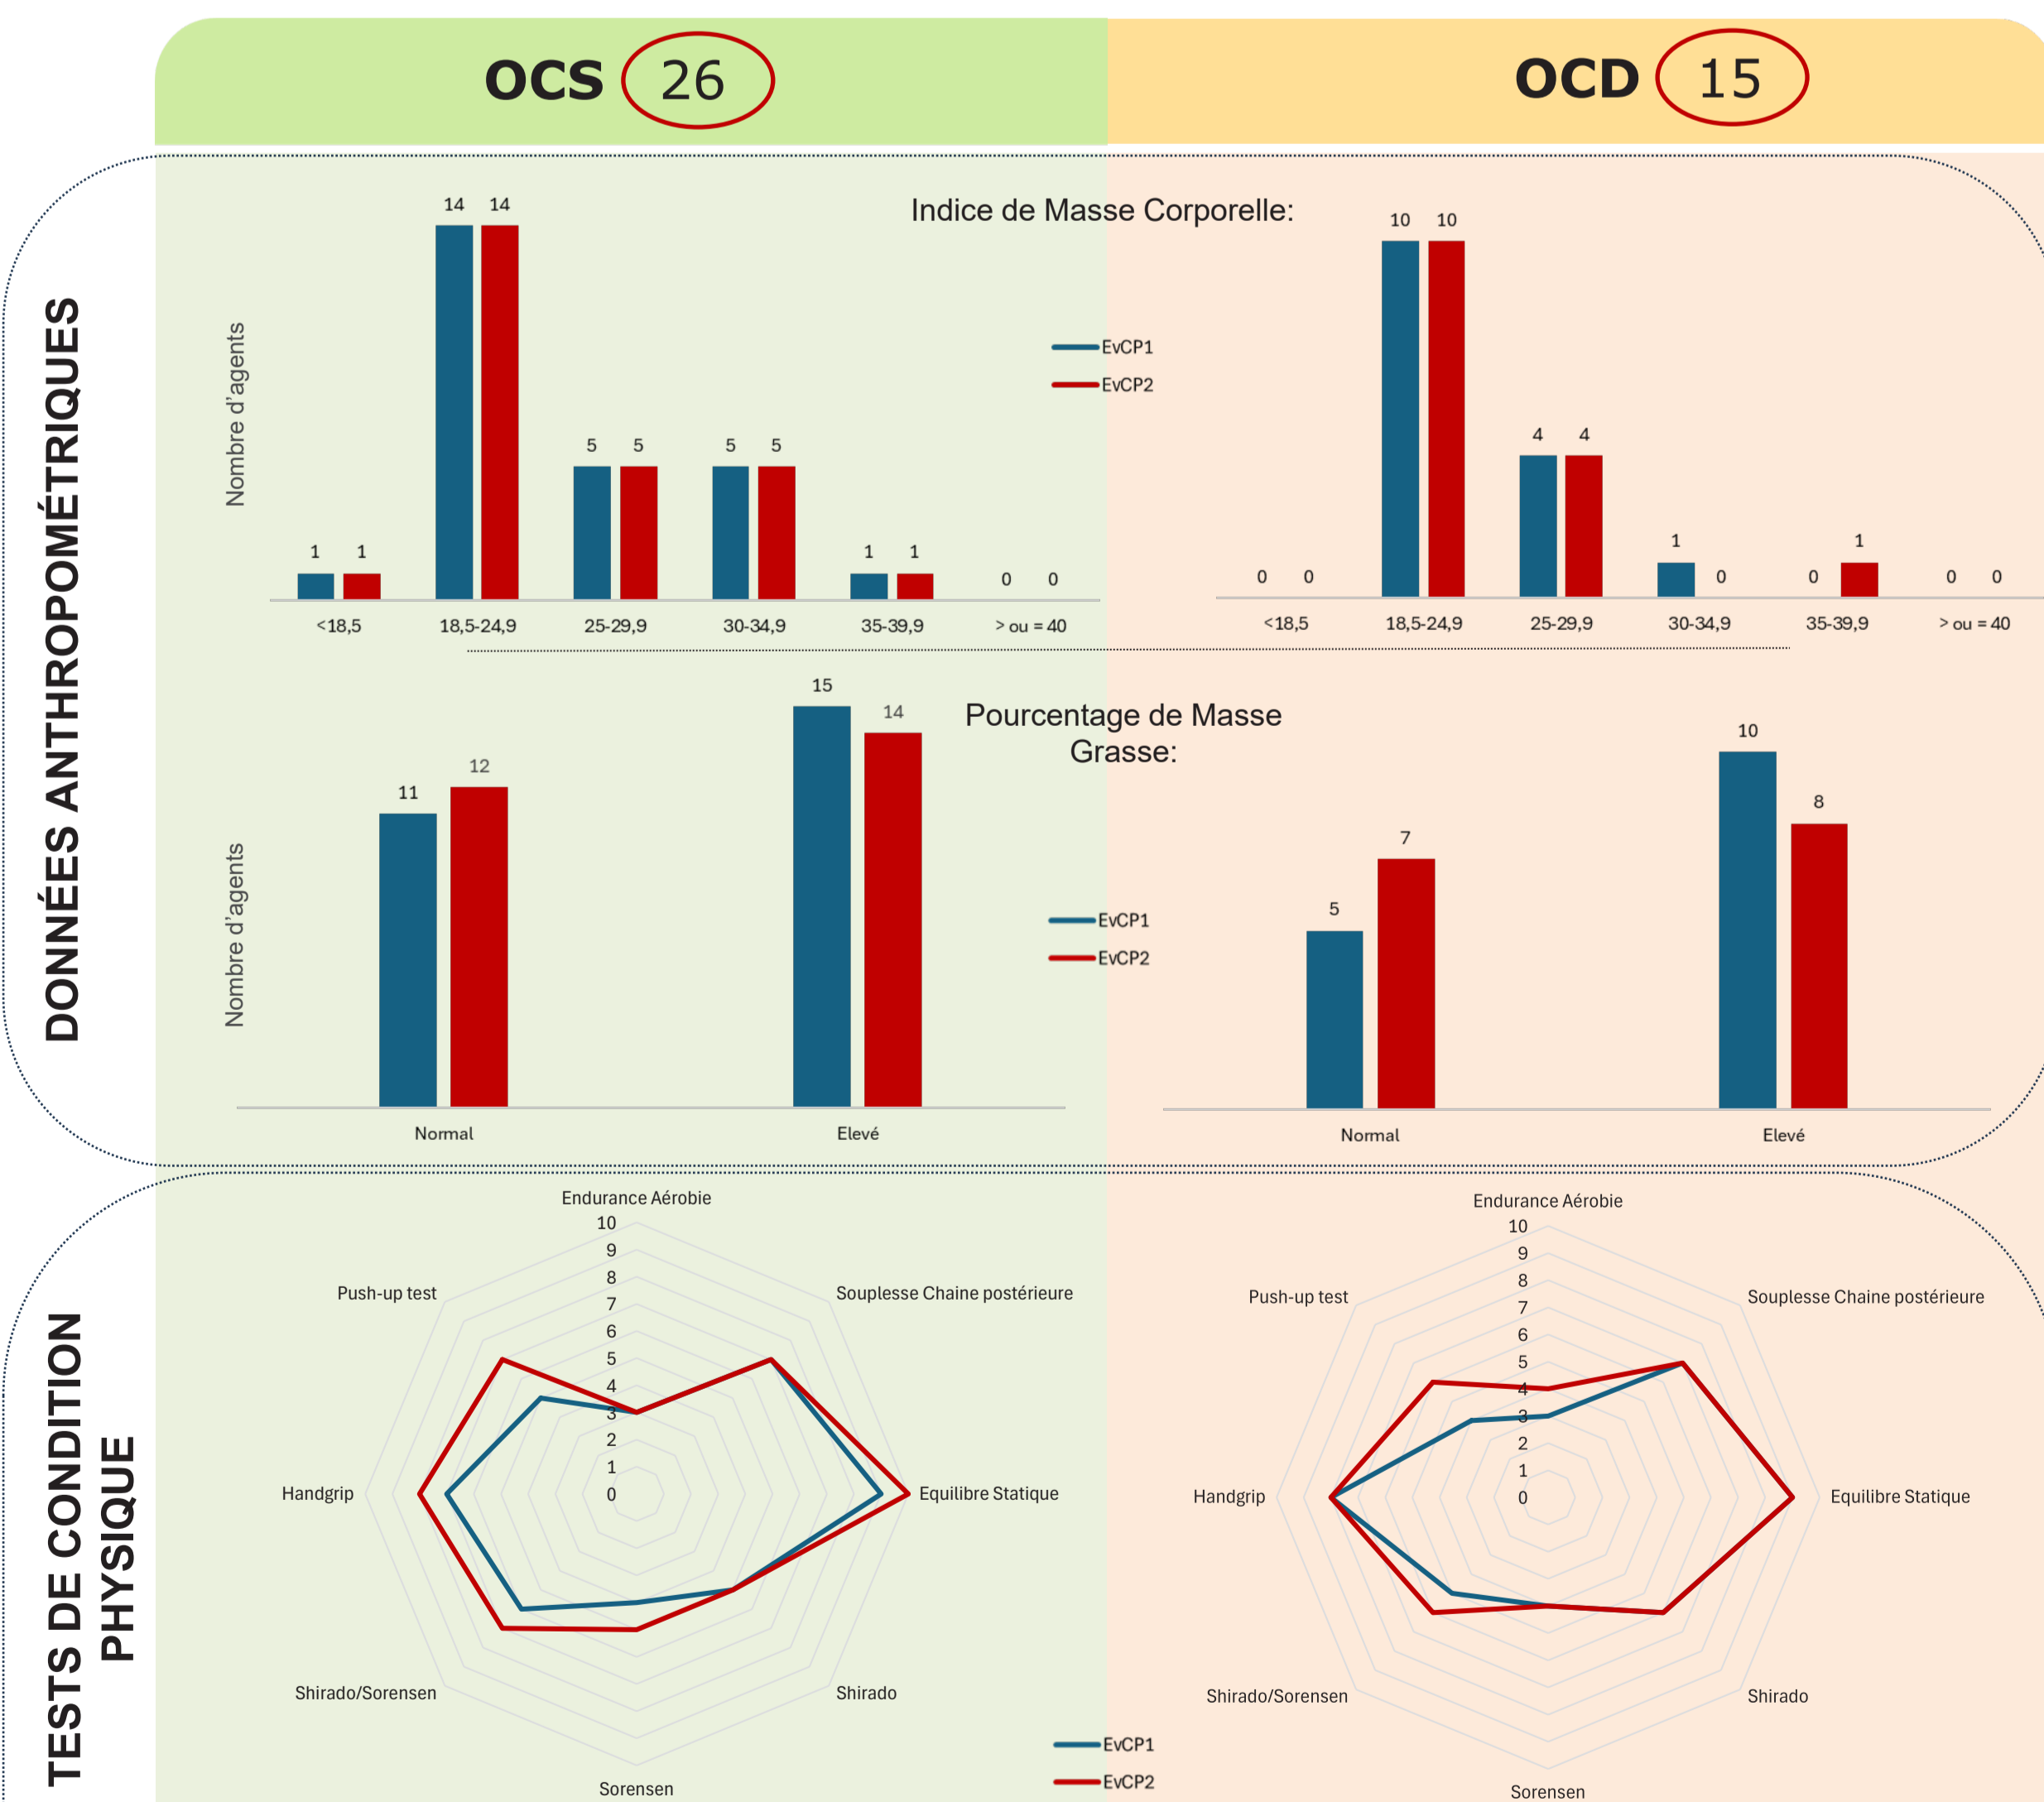 OCS 26
OCD 15
DONNÉES ANTHROPOMÉTRIQUES
Indice de Masse Corporelle:
Nombre d'agents
14 14
5 5
5 5
1 1
1 1
0 0
<18,5 18,5-24,9 25-29,9 30-34,9 35-39,9 > ou = 40
EvCP1
EvCP2
10 10
4 4
1 0
0 1
0 0
0 0
<18,5 18,5-24,9 25-29,9 30-34,9 35-39,9 > ou = 40
Pourcentage de Masse
Grasse:
Nombre d'agents
15
14
12
11
Normal Elevé
EvCP1
EvCP2
10
8
7
5
Normal Elevé
TESTS DE CONDITION
PHYSIQUE
Endurance Aérobie
10
9
8
7
6
5
4
3
2
1
0
Push-up test
Souplesse Chaine postérieure
Handgrip
Equilibre Statique
Shirado/Sorensen
Shirado
Sorensen
EvCP1
EvCP2
Endurance Aérobie
10
9
8
7
6
5
4
3
2
1
0
Push-up test
Souplesse Chaine postérieure
Handgrip
Equilibre Statique
Shirado/Sorensen
Shirado
Sorensen